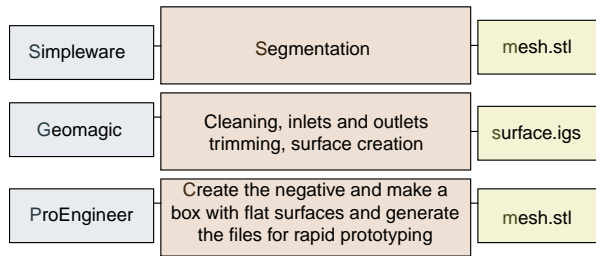 Simpleware
Segmentation
mesh.stl
Geomagic
Cleaning, inlets and outlets
trimming, surface creation
surface.igs
ProEngineer
Create the negative and make a
box with flat surfaces and generate
the files for rapid prototyping
mesh.stl